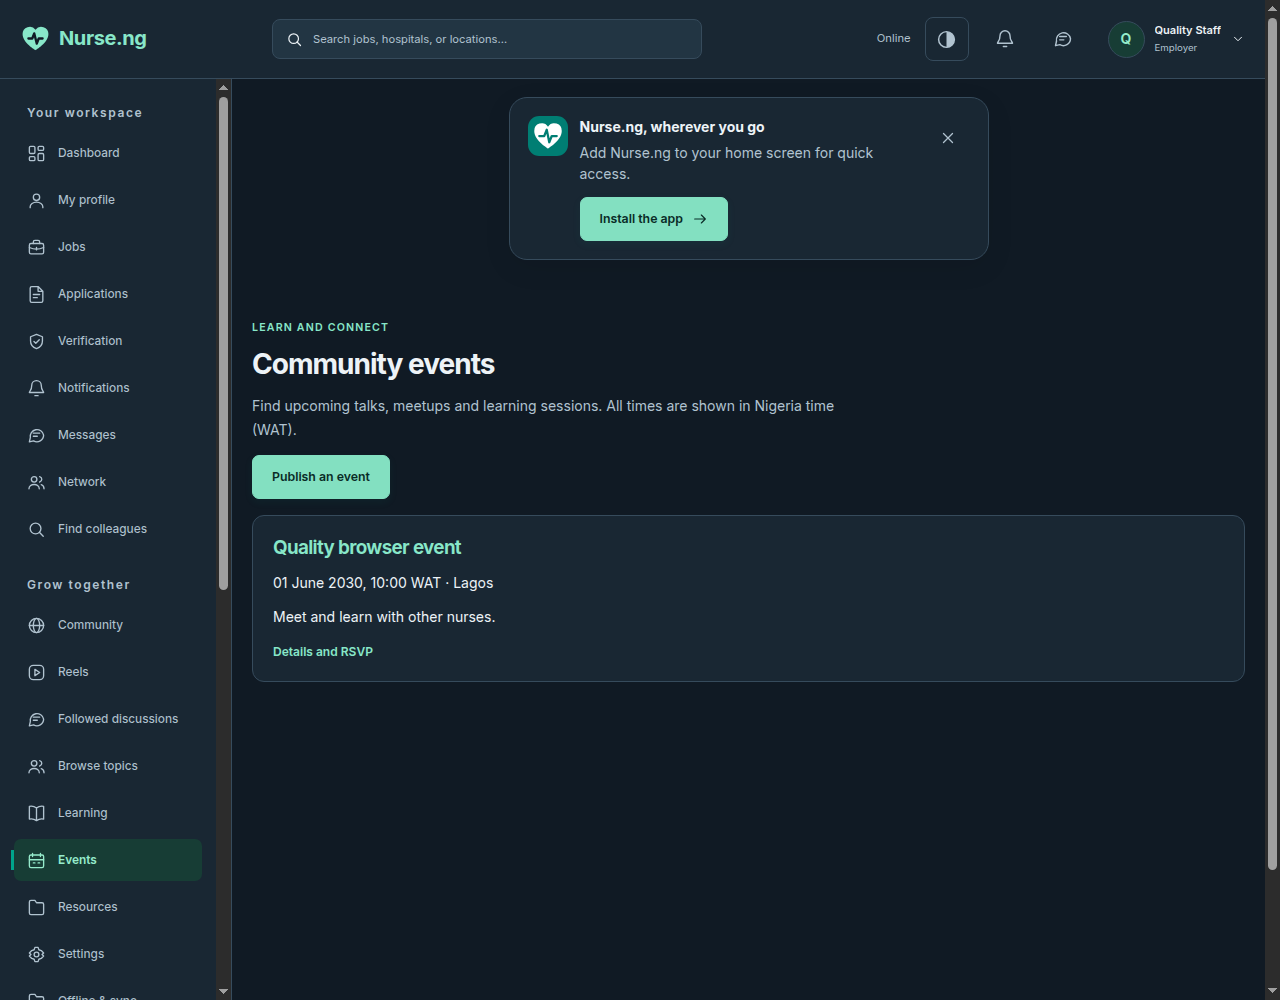 Nurse.ng
Search jobs, hospitals, or locations...
Online
Q
Quality Staff
Employer
Your workspace
Dashboard
My profile
Jobs
Applications
Verification
Notifications
Messages
Network
Find colleagues
Grow together
Community
Reels
Followed discussions
Browse topics
Learning
Events
Resources
Settings
Offline & sync
Nurse.ng, wherever you go
Add Nurse.ng to your home screen for quick
access.
Install the app
LEARN AND CONNECT
Community events
Find upcoming talks, meetups and learning sessions. All times are shown in Nigeria time
(WAT).
Publish an event
Quality browser event
01 June 2030, 10:00 WAT · Lagos
Meet and learn with other nurses.
Details and RSVP